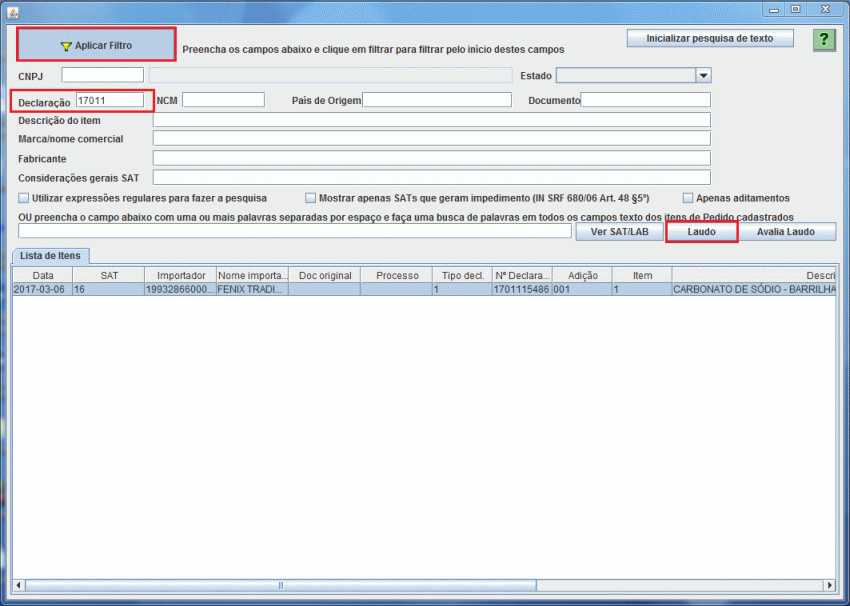 Aplicar Filtro Preencha os campos abaixo e clique em filtrar para filtrar pelo inicio destes campos Inicializar pesquisa de texto ?
CNPJ Estado
Declaração 17011 NCM País de Origem Documento
Descrição do item
Marca/nome comercial
Fabricante
Considerações gerais SAT
Utilizar expressões regulares para fazer a pesquisa Mostrar apenas SATs que geram impedimento (IN SRF 680/06 Art. 48 §5º) Apenas aditamentos
OU preencha o campo abaixo com uma ou mais palavras separadas por espaço e faça uma busca de palavras em todos os campos texto dos itens de Pedido cadastrados
Ver SAT/LAB Laudo Avalia Laudo
Lista de Itens
Data SAT Importador Nome importa... Doc original Processo Tipo decl. Nº Declara... Adição Item Descri
2017-03-06 16 19932866000... FENIX TRADI... 1 1701115486 001 1 CARBONATO DE SÓDIO - BARRILHA